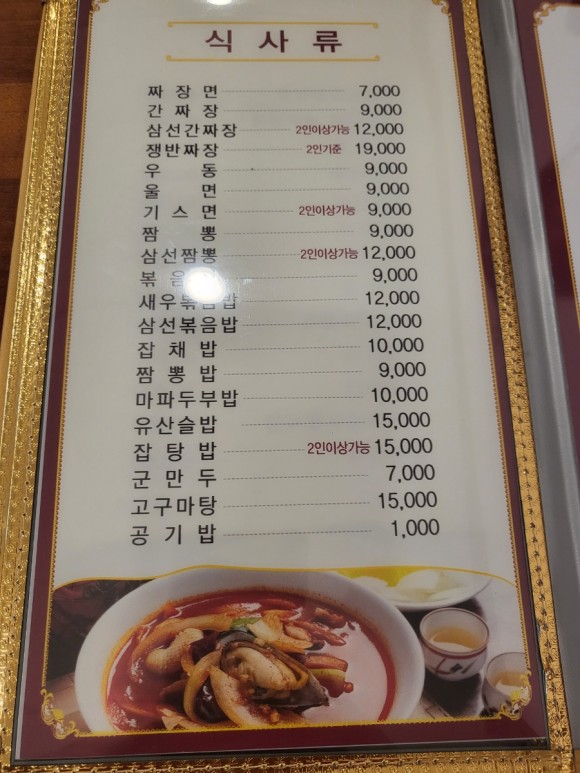 식사류
짜장면 7,000
간짜장 9,000
삼선간짜장 2인이상가능 12,000
쟁반짜장 2인기준 19,000
우동 9,000
울면 9,000
기스면 2인이상가능 9,000
짬뽕 9,000
삼선짬뽕 2인이상가능 12,000
볶음 9,000
새우볶음밥 12,000
삼선볶음밥 12,000
잡채밥 10,000
짬뽕밥 9,000
마파두부밥 10,000
유산슬밥 15,000
잡탕밥 2인이상가능 15,000
군만두 7,000
고구마탕 15,000
공기밥 1,000